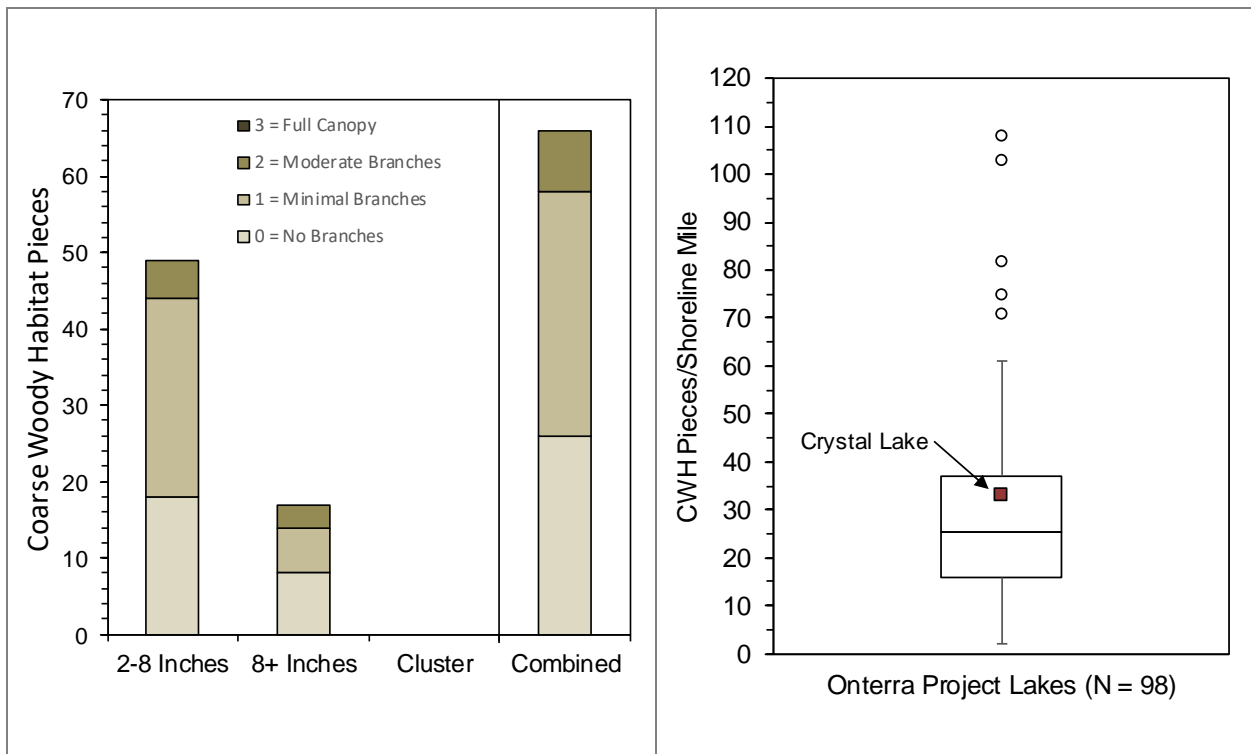 Coarse Woody Habitat Pieces
70
60
50
40
30
20
10
0
3 = Full Canopy
2 = Moderate Branches
1 = Minimal Branches
0 = No Branches
2-8 Inches
8+ Inches
Cluster
Combined
CWH Pieces/Shoreline Mile
120
110
100
90
80
70
60
50
40
30
20
10
0
Crystal Lake
Onterra Project Lakes (N = 98)